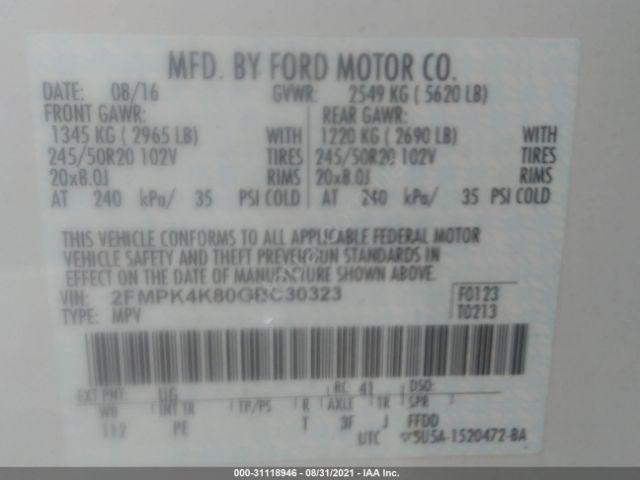 MFD. BY FORD MOTOR CO.
DATE: 08/16 GVWR: 2549 KG ( 5620 LB)
FRONT GAWR: REAR GAWR:
1345 KG ( 2965 LB) WITH 1220 KG ( 2690 LB) WITH
245/50R20 102V TIRES 245/50R20 102V TIRES
20x8.0J RIMS 20x8.0J RIMS
AT 240 kPa/ 35 PSI COLD AT 240 kPa/ 35 PSI COLD
THIS VEHICLE CONFORMS TO ALL APPLICABLE FEDERAL MOTOR
VEHICLE SAFETY AND THEFT PREVENTION STANDARDS IN
EFFECT ON THE DATE OF MANUFACTURE SHOWN ABOVE.
VIN: 2FMPK4K80GBC30323 F0123
TYPE: MPV T0213
EXT PNT: UG RC: 41 DSO:
WB INT TR TP/PS R AXLE TR SPR
112 PE T 3F J FFDD
UTC 5U5A-1520472-BA
000-31118946 - 08/31/2021 - IAA Inc.